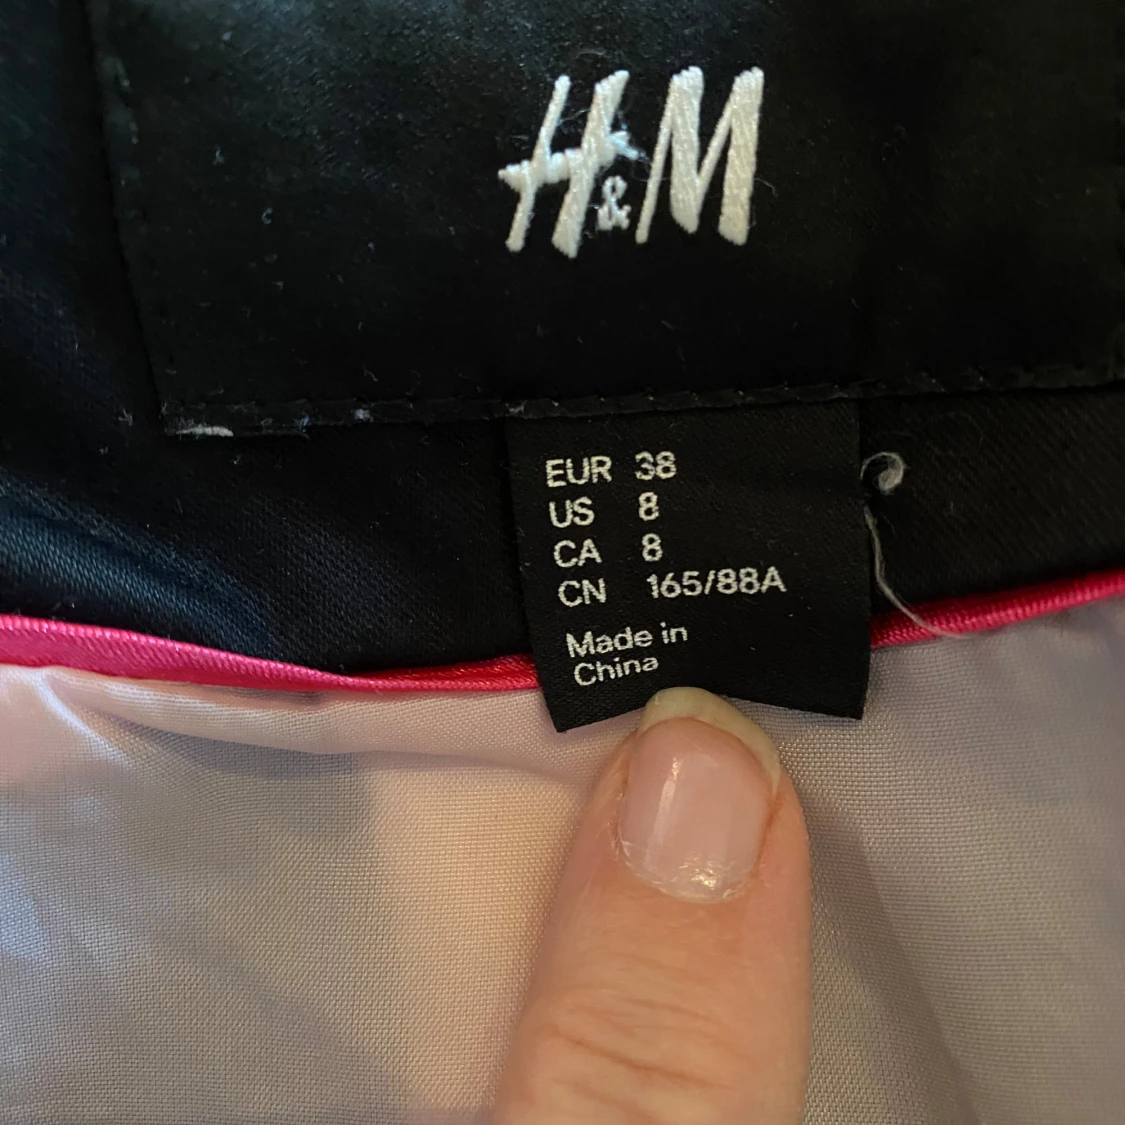 H&M
EUR 38
US 8
CA 8
CN 165/88A
Made in
China